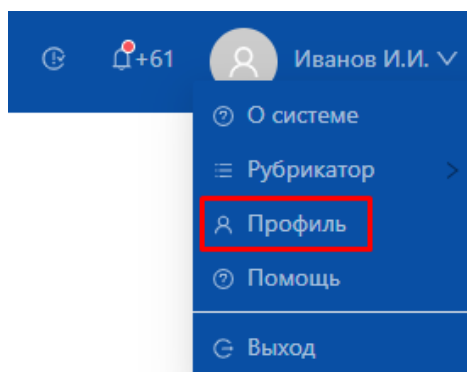 +61 Иванов И.И.
О системе
Рубрикатор
Профиль
Помощь
Выход